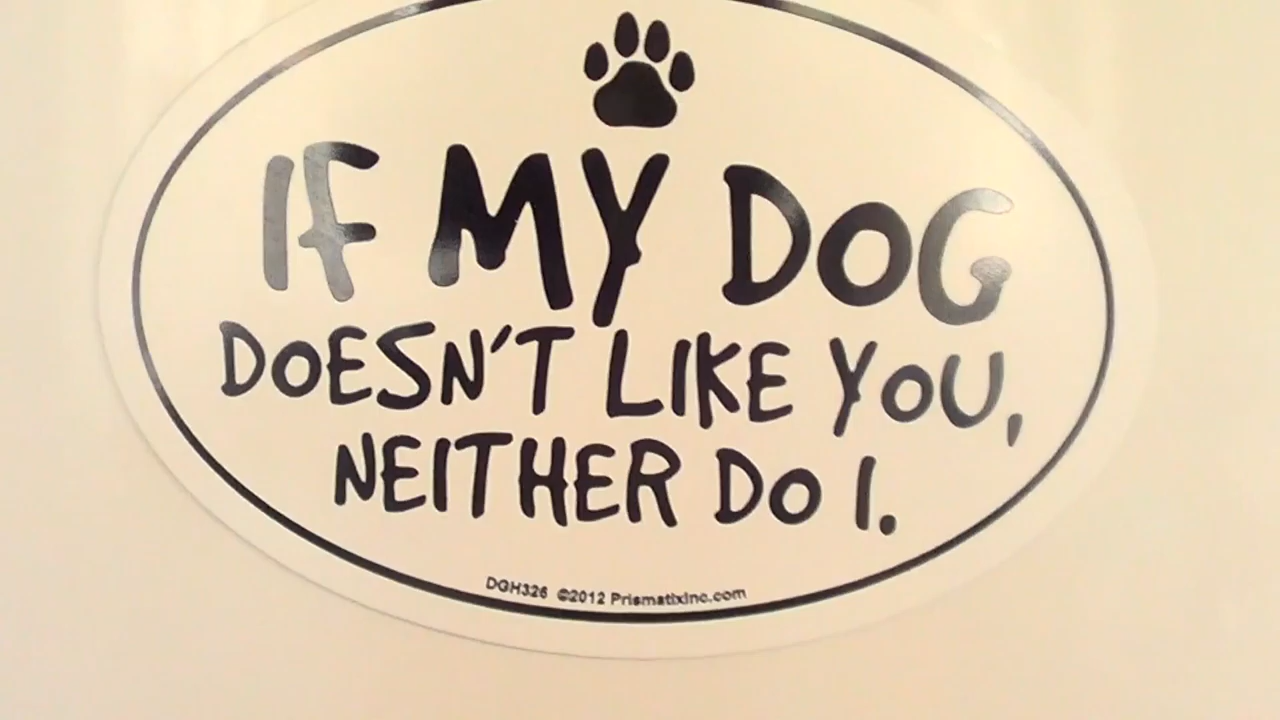 IF MY DOG
DOESN'T LIKE YOU,
NEITHER DO I.
DGH326 ©2012 PrismatixInc.com